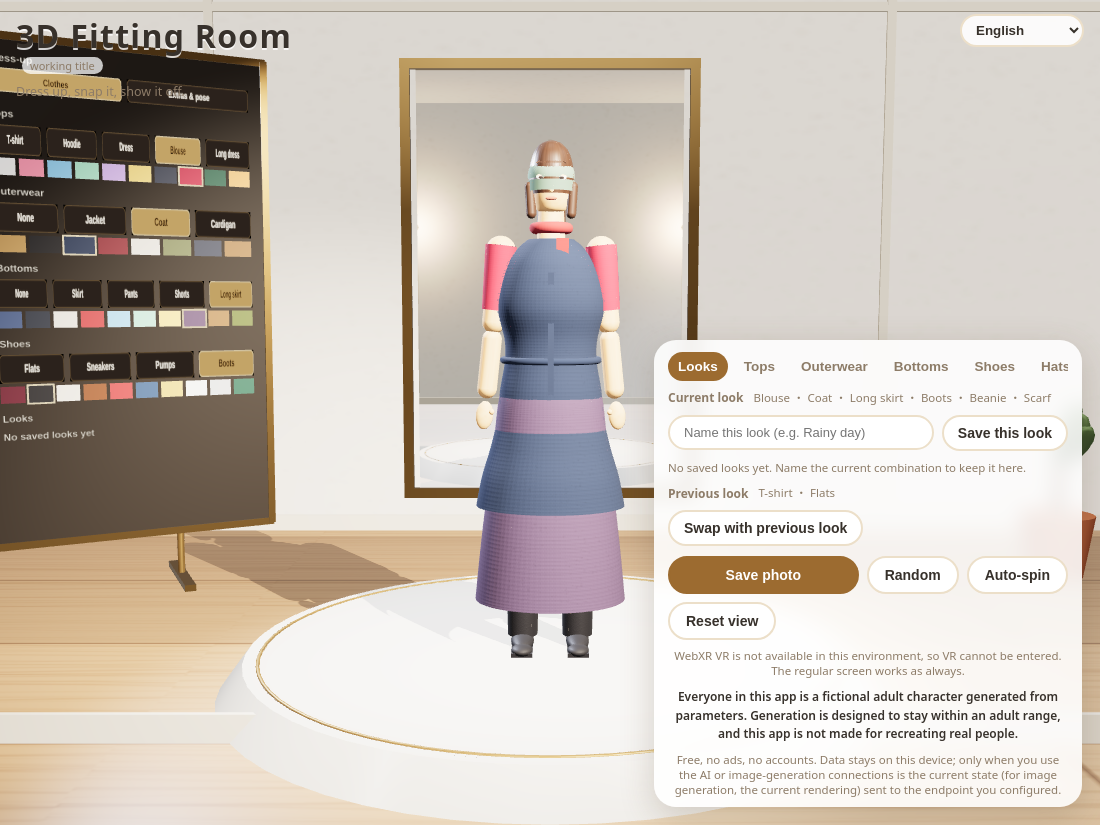 3D Fitting Room
working title
Dress up, snap it, show it off
English
Clothes
Extras & pose
T-shirt
Hoodie
Dress
Blouse
Long dress
None
Jacket
Coat
Cardigan
Bottoms
None
Skirt
Pants
Shorts
Long skirt
Shoes
Flats
Sneakers
Pumps
Boots
Looks
No saved looks yet
Looks
Tops
Outerwear
Bottoms
Shoes
Hats
Current look Blouse • Coat • Long skirt • Boots • Beanie • Scarf
Name this look (e.g. Rainy day)
Save this look
No saved looks yet. Name the current combination to keep it here.
Previous look T-shirt • Flats
Swap with previous look
Save photo
Random
Auto-spin
Reset view
WebXR VR is not available in this environment, so VR cannot be entered.
The regular screen works as always.
Everyone in this app is a fictional adult character generated from
parameters. Generation is designed to stay within an adult range,
and this app is not made for recreating real people.
Free, no ads, no accounts. Data stays on this device; only when you use
the AI or image-generation connections is the current state (for image
generation, the current rendering) sent to the endpoint you configured.